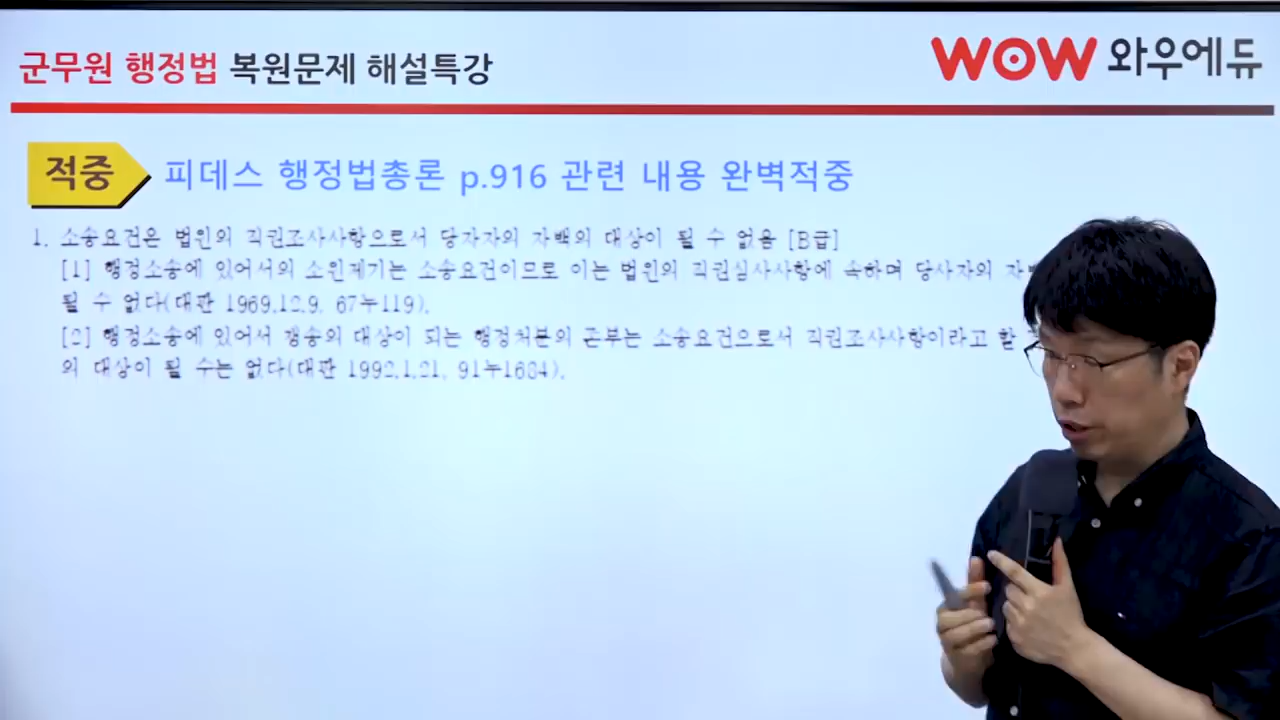 군무원 행정법 복원문제 해설특강
WOW 와우에듀
적중 피데스 행정법총론 p.916 관련 내용 완벽적중
1. 소송요건은 법원의 직권조사사항으로서 당자자의 자백의 대상이 될 수 없음 [B급]
[1] 행정소송에 있어서의 소원제기는 소송요건이므로 이는 법원의 직권심사사항에 속하며 당사자의
될 수 없다(대판 1969.12.9, 67누119).
[2] 행정소송에 있어서 쟁송의 대상이 되는 행정처분의 존부는 소송요건으로서 직권조사사항이라고 할
의 대상이 될 수는 없다(대판 1992.1.21, 91누1684).